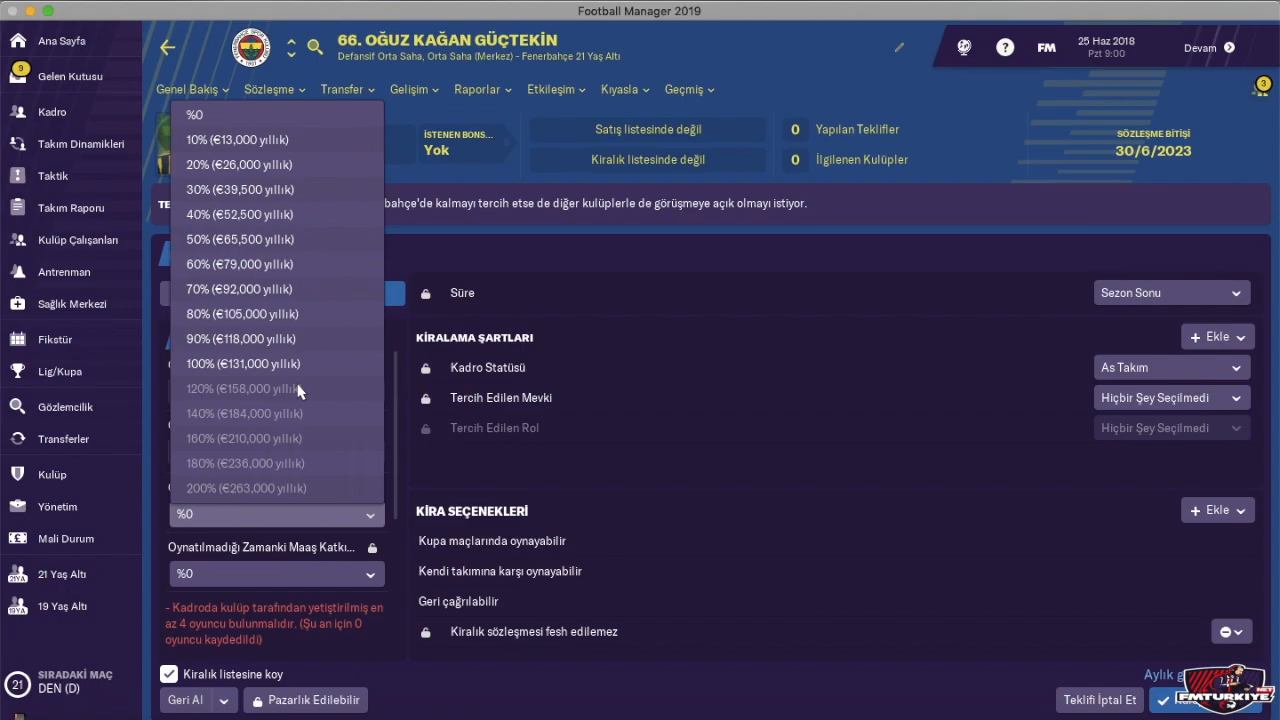 Football Manager 2019
Ana Sayfa
9
Gelen Kutusu
Kadro
Takım Dinamikleri
Taktik
Takım Raporu
Kulüp Çalışanları
Antrenman
Sağlık Merkezi
Fikstür
Lig/Kupa
Gözlemcilik
Transferler
Kulüp
Yönetim
Mali Durum
21YA
21 Yaş Altı
19YA
19 Yaş Altı
21
SIRADAKİ MAÇ
DEN (D)
66. OĞUZ KAĞAN GÜÇTEKİN
Defansif Orta Saha, Orta Saha (Merkez) - Fenerbahçe 21 Yaş Altı
?
FM
25 Haz 2018
Pzt 9:00
Devam
Genel Bakış
Sözleşme
Transfer
Gelişim
Raporlar
Etkileşim
Kıyasla
Geçmiş
3
İSTENEN BONS...
Yok
Satış listesinde değil
Kiralık listesinde değil
0
Yapılan Teklifler
0
İlgilenen Kulüpler
SÖZLEŞME BİTİŞİ
30/6/2023
bahçe'de kalmayı tercih etse de diğer kulüplerle de görüşmeye açık olmayı istiyor.
%0
10% (€13,000 yıllık)
20% (€26,000 yıllık)
30% (€39,500 yıllık)
40% (€52,500 yıllık)
50% (€65,500 yıllık)
60% (€79,000 yıllık)
70% (€92,000 yıllık)
80% (€105,000 yıllık)
90% (€118,000 yıllık)
100% (€131,000 yıllık)
120% (€158,000 yıllık)
140% (€184,000 yıllık)
160% (€210,000 yıllık)
180% (€236,000 yıllık)
200% (€263,000 yıllık)
%0
Oynatılmadığı Zamanki Maaş Katkı...
%0
- Kadroda kulüp tarafından yetiştirilmiş en
az 4 oyuncu bulunmalıdır. (Şu an için 0
oyuncu kaydedildi)
Süre
Sezon Sonu
KİRALAMA ŞARTLARI
Ekle
Kadro Statüsü
As Takım
Tercih Edilen Mevki
Hiçbir Şey Seçilmedi
Tercih Edilen Rol
Hiçbir Şey Seçilmedi
KİRA SEÇENEKLERİ
Ekle
Kupa maçlarında oynayabilir
Kendi takımına karşı oynayabilir
Geri çağrılabilir
Kiralık sözleşmesi fesh edilemez
Kiralık listesine koy
Aylık
Geri Al
Pazarlık Edilebilir
Teklifi İptal Et
FMTURKIYE.NET